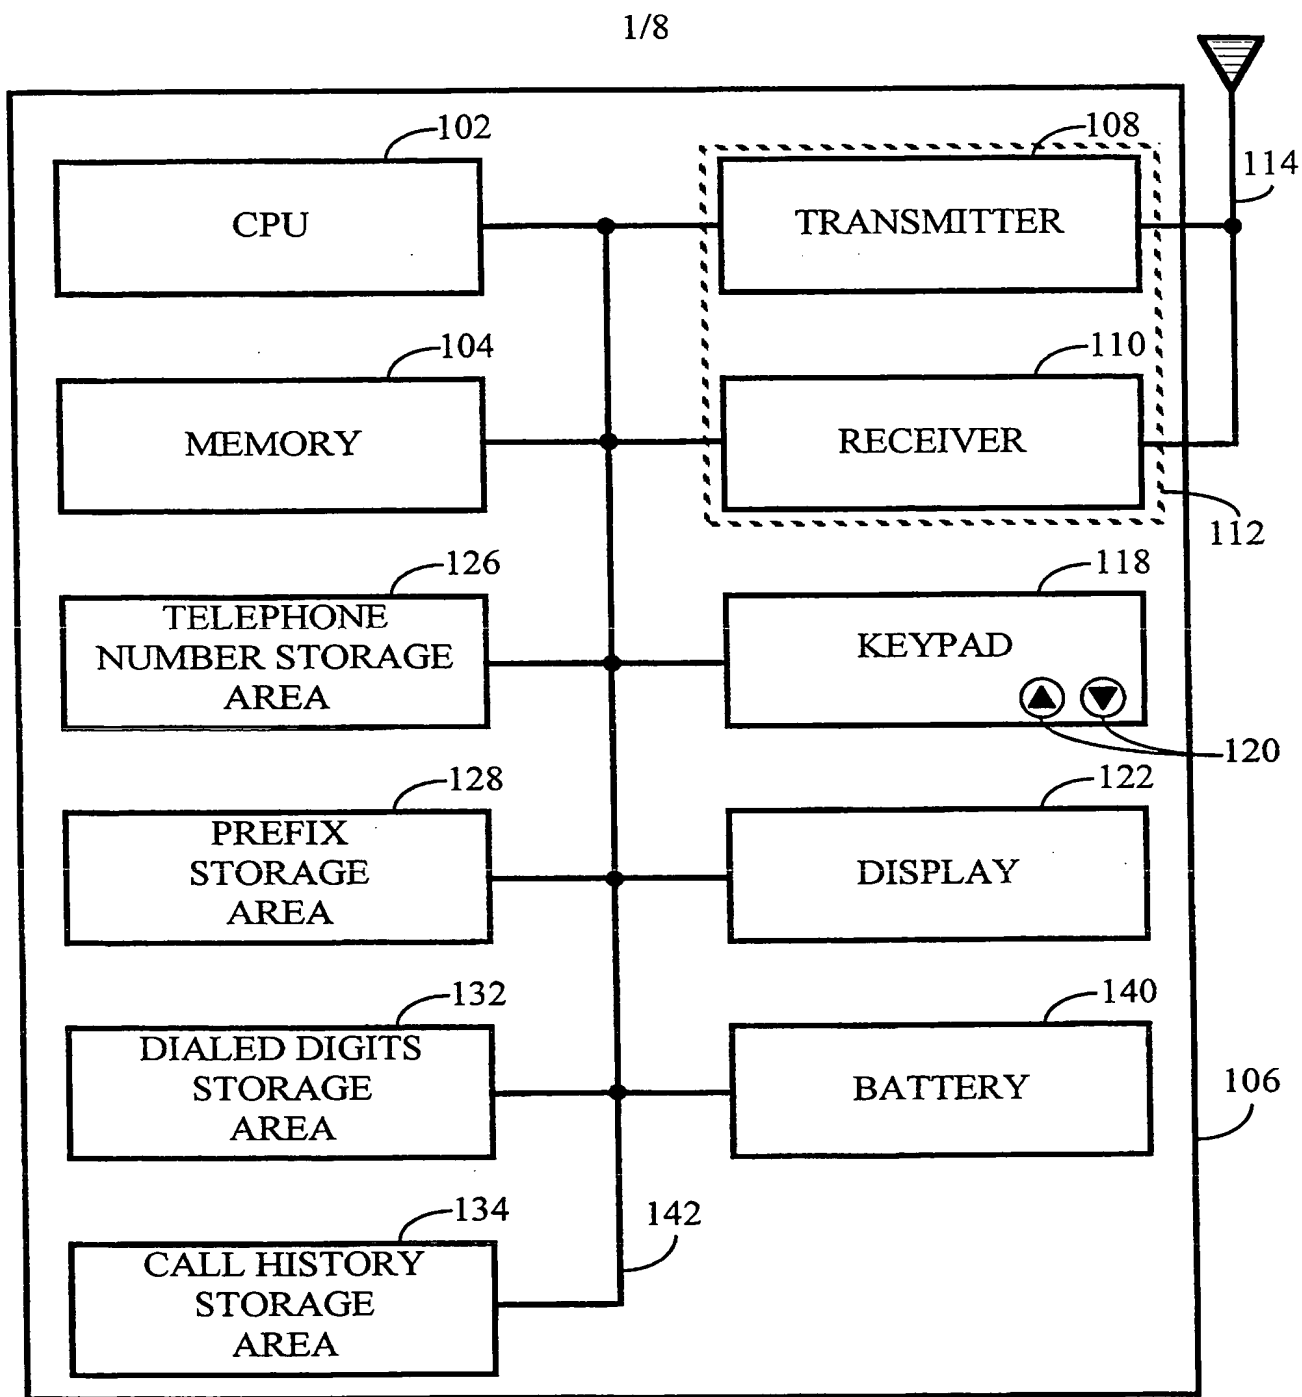 1/8
102
CPU
108
TRANSMITTER
114
104
MEMORY
110
RECEIVER
112
126
TELEPHONE
NUMBER STORAGE
AREA
118
KEYPAD
120
128
PREFIX
STORAGE
AREA
122
DISPLAY
132
DIALED DIGITS
STORAGE
AREA
140
BATTERY
106
134
CALL HISTORY
STORAGE
AREA
142